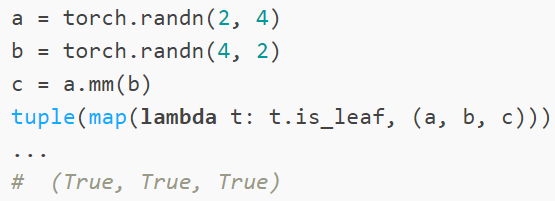 a = torch.randn(2, 4)
b = torch.randn(4, 2)
c = a.mm(b)
tuple(map(lambda t: t.is_leaf, (a, b, c)))
...
#  (True, True, True)